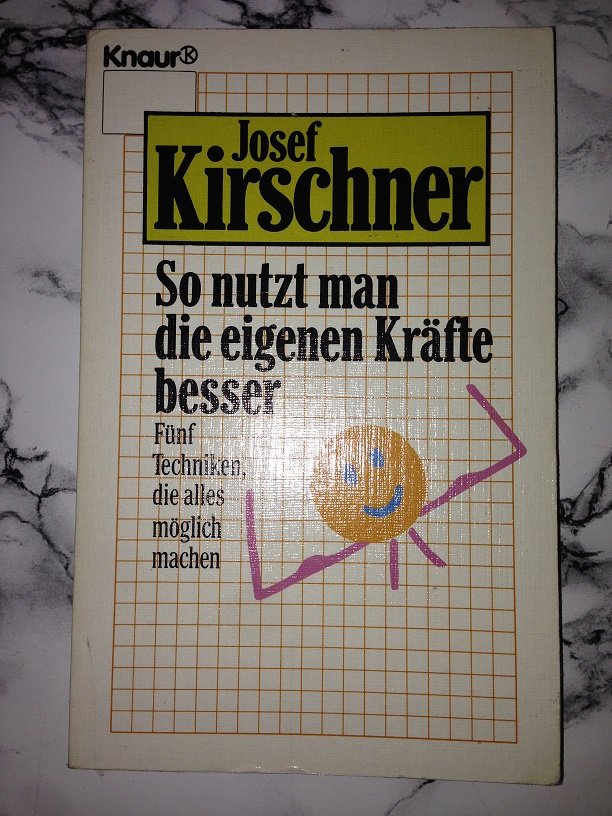 Knaur
Josef
Kirschner
So nutzt man
die eigenen Kräfte
besser
Fünf
Techniken,
die alles
möglich
machen